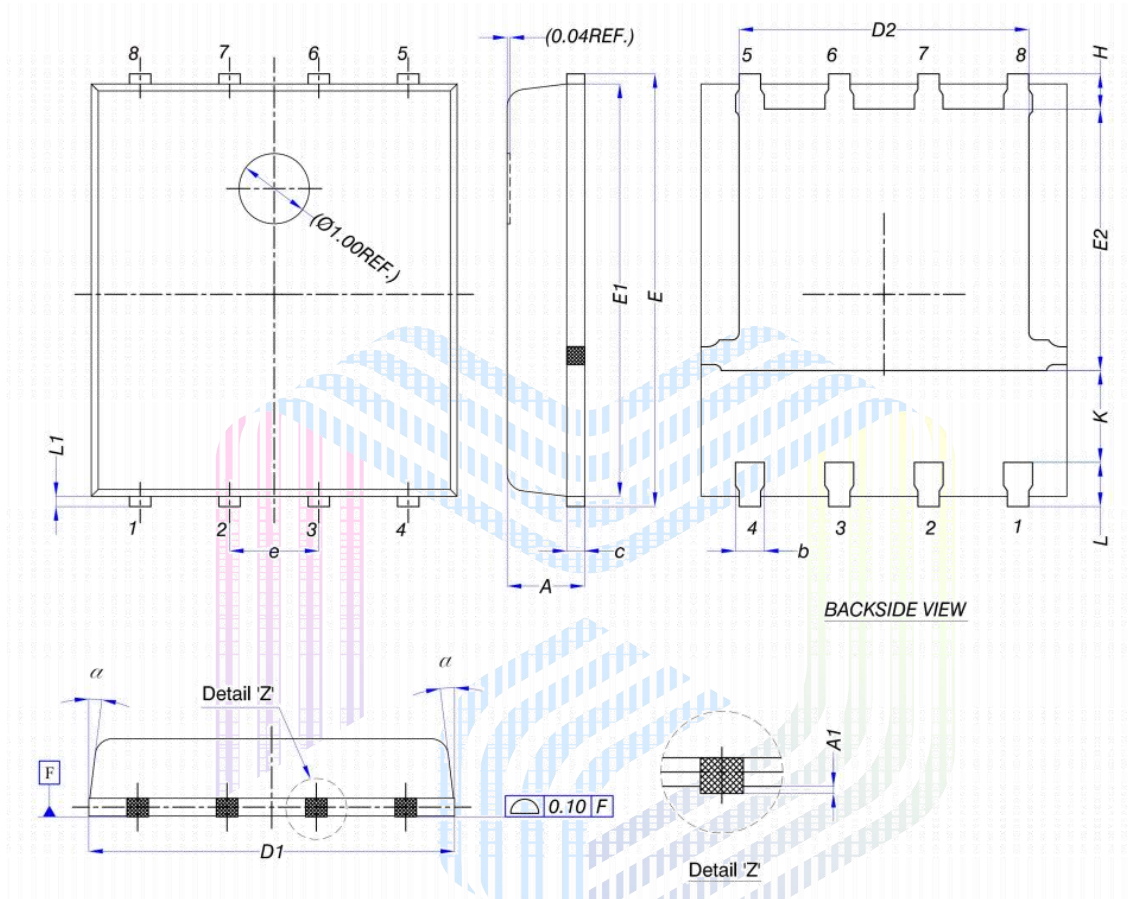 8 7 6 5
(Ø1.00REF.)
L1
1 2 3 4
e
(0.04REF.)
E1
E
c
A
D2
5 6 7 8
H
E2
K
L
4 3 2 1
b
BACKSIDE VIEW
α α
Detail 'Z'
F
0.10 F
D1
A1
Detail 'Z'